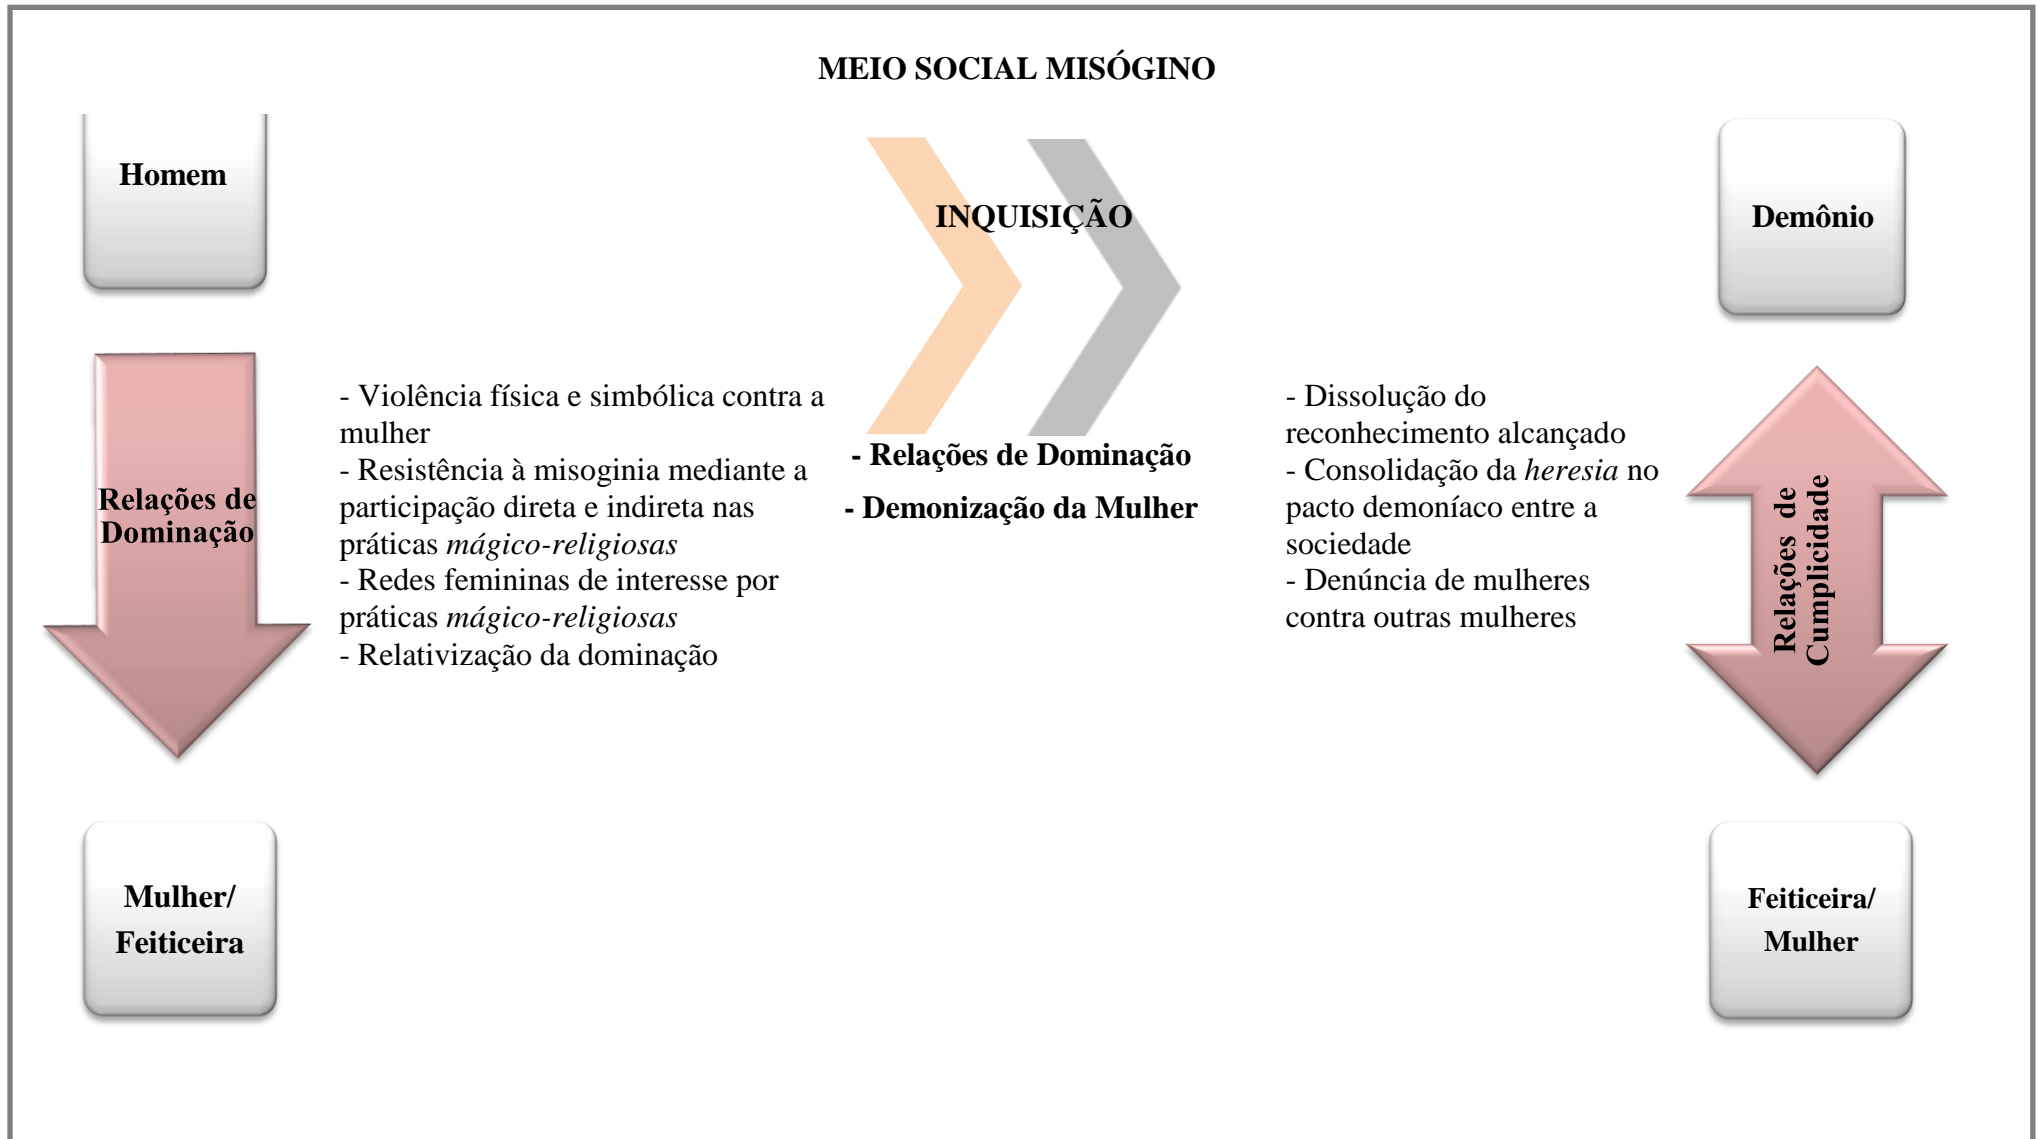 MEIO SOCIAL MISÓGINO
Homem
Relações de
Dominação
Mulher/
Feiticeira
- Violência física e simbólica contra a
mulher
- Resistência à misoginia mediante a
participação direta e indireta nas
práticas mágico-religiosas
- Redes femininas de interesse por
práticas mágico-religiosas
- Relativização da dominação
INQUISIÇÃO
- Relações de Dominação
- Demonização da Mulher
- Dissolução do
reconhecimento alcançado
- Consolidação da heresia no
pacto demoníaco entre a
sociedade
- Denúncia de mulheres
contra outras mulheres
Demônio
Relações de
Cumplicidade
Feiticeira/
Mulher